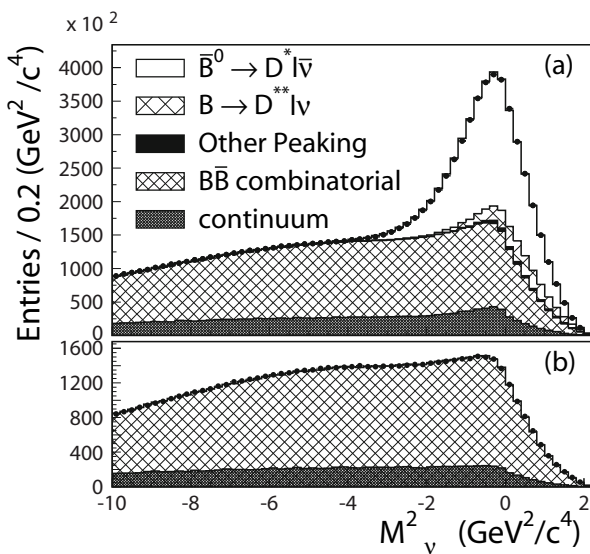 x 10 ²
Entries / 0.2 (GeV²/c⁴)
4000
3500
3000
2500
2000
1500
1000
500
0
(a)
B̅⁰ → D*lν̅
B → D**lν
Other Peaking
BB̅ combinatorial
continuum
1600
1200
800
400
0
(b)
-10
-8
-6
-4
-2
0
2
M²ᵥ (GeV²/c⁴)